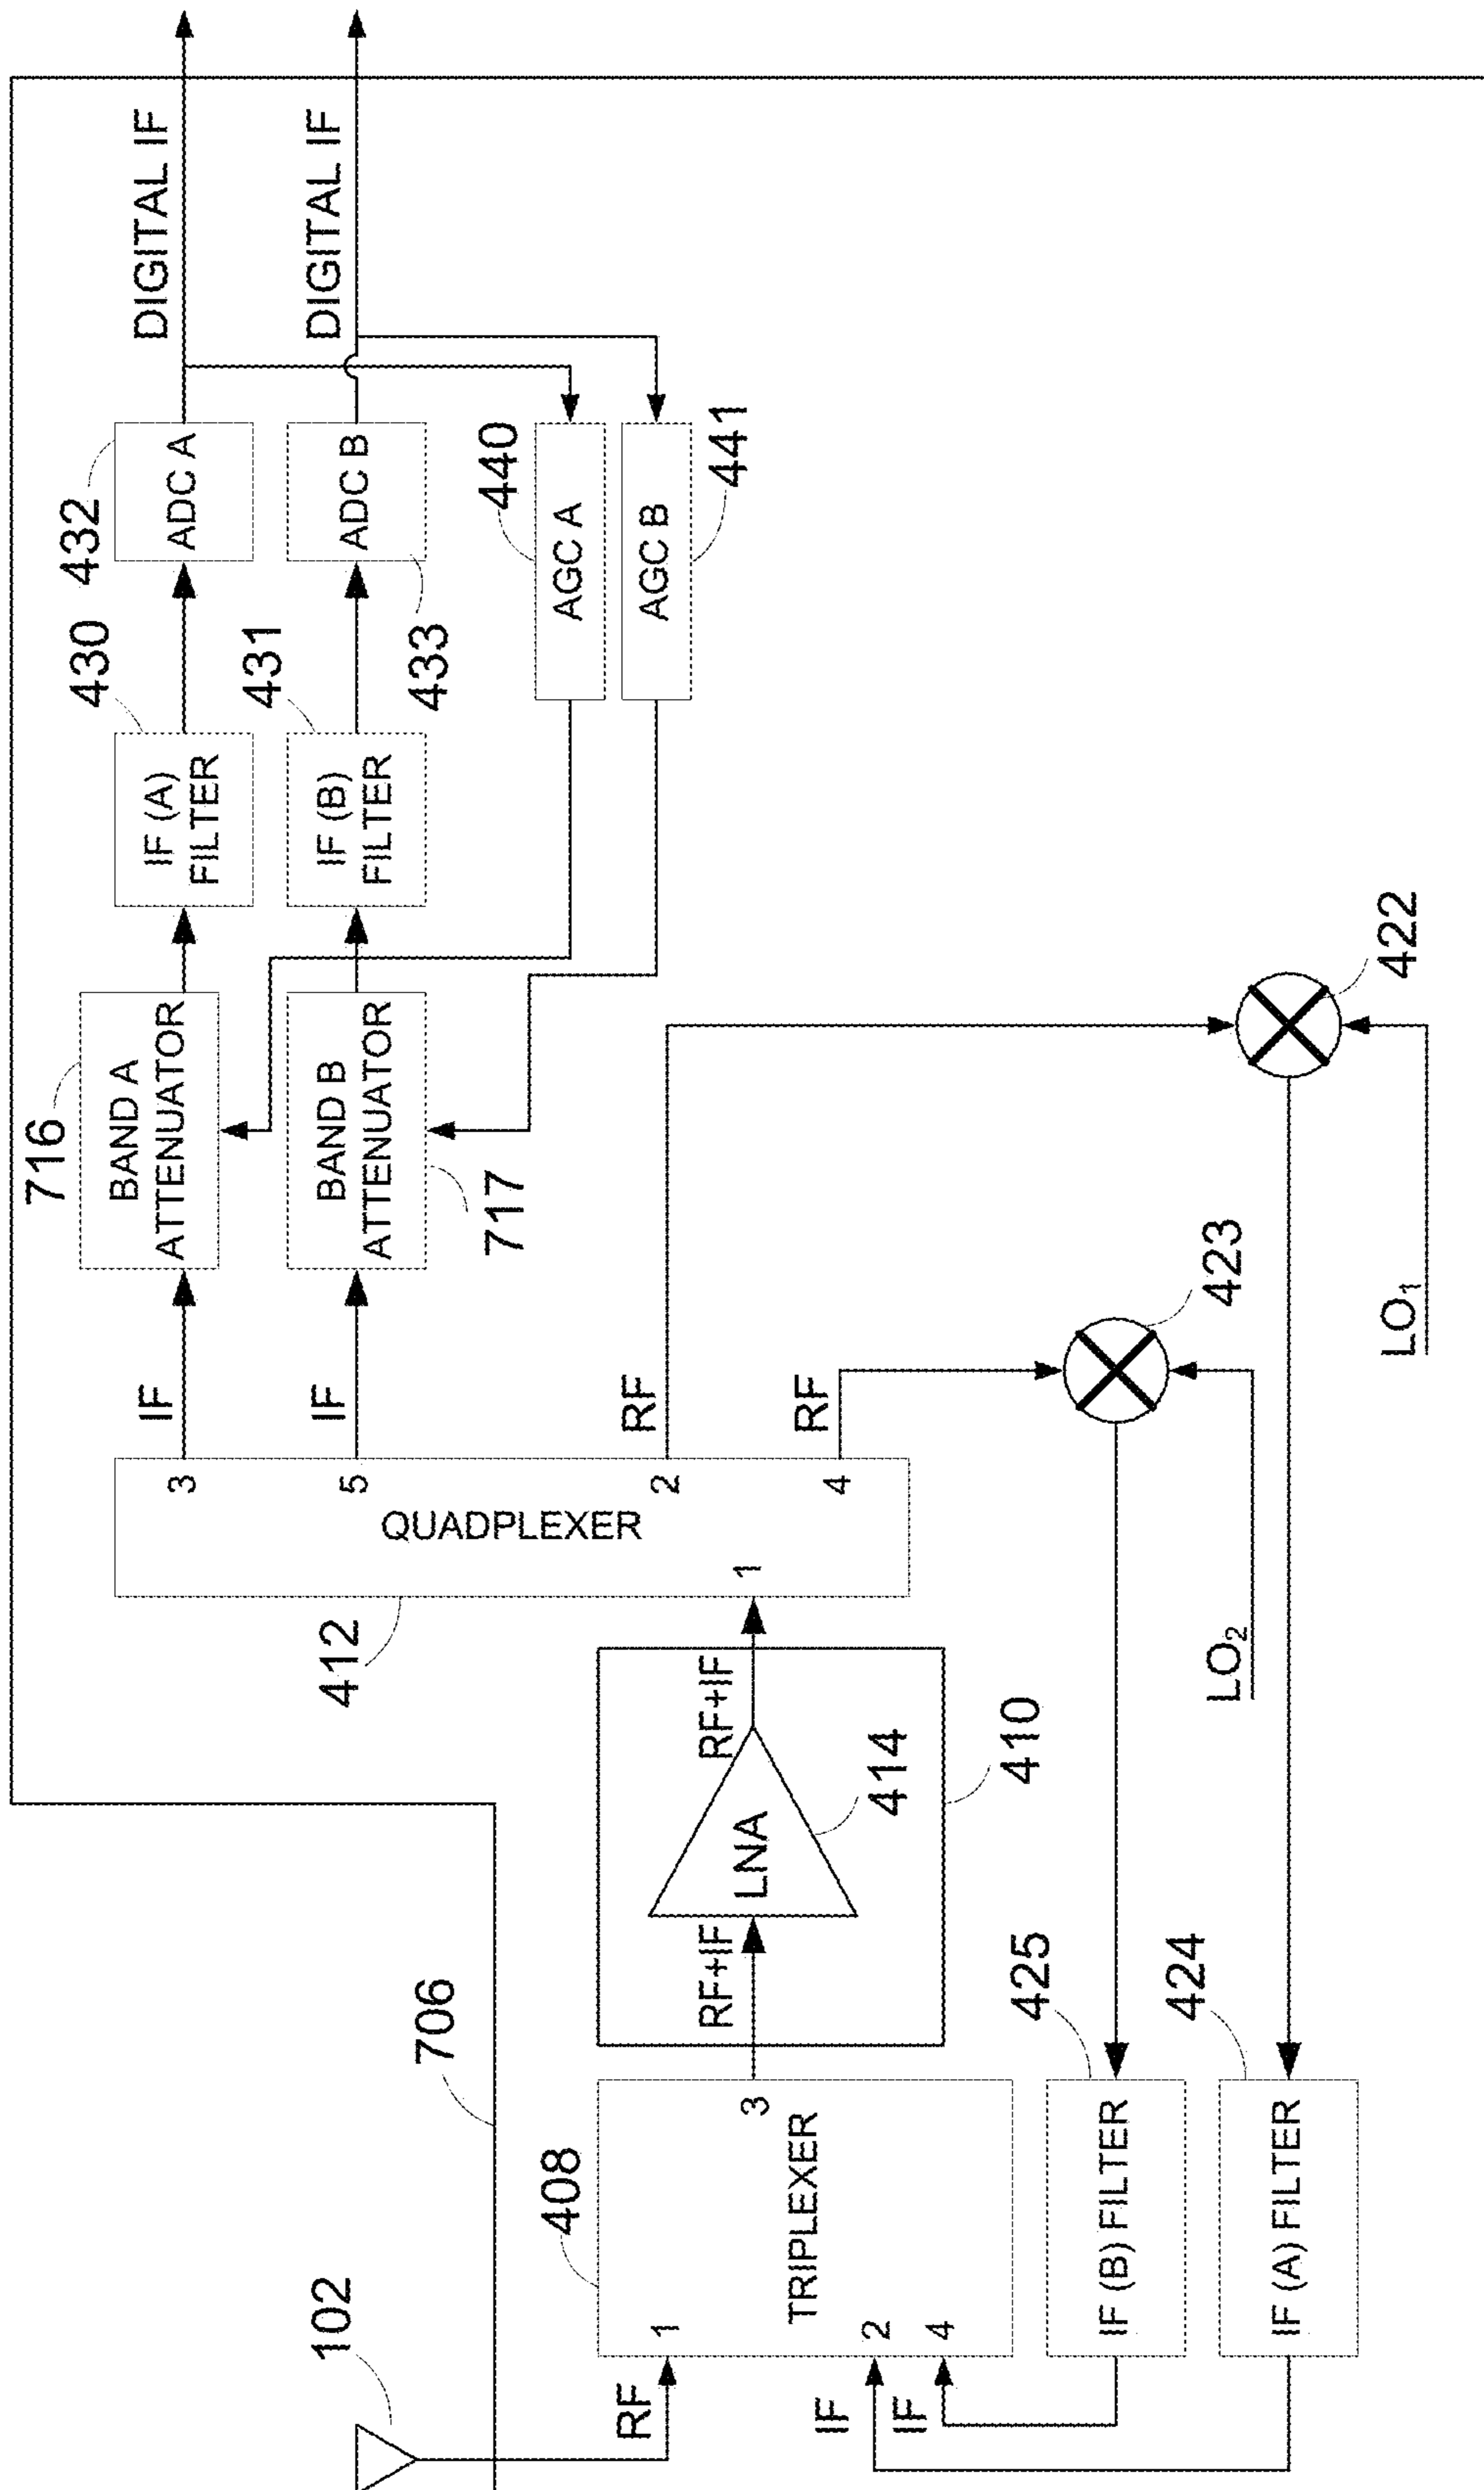 716
BAND A
ATTENUATOR
430
IF (A)
FILTER
432
ADC A
DIGITAL IF
IF
3
IF
5
BAND B
ATTENUATOR
717
431
IF (B)
FILTER
433
ADC B
DIGITAL IF
440
AGC A
AGC B
441
412
QUADPLEXER
1
2
4
RF
RF
102
706
RF
408
TRIPLEXER
1
2
4
3
IF
IF
RF+IF
LNA
RF+IF
414
410
425
IF (B) FILTER
424
IF (A) FILTER
423
LO₂
422
LO₁